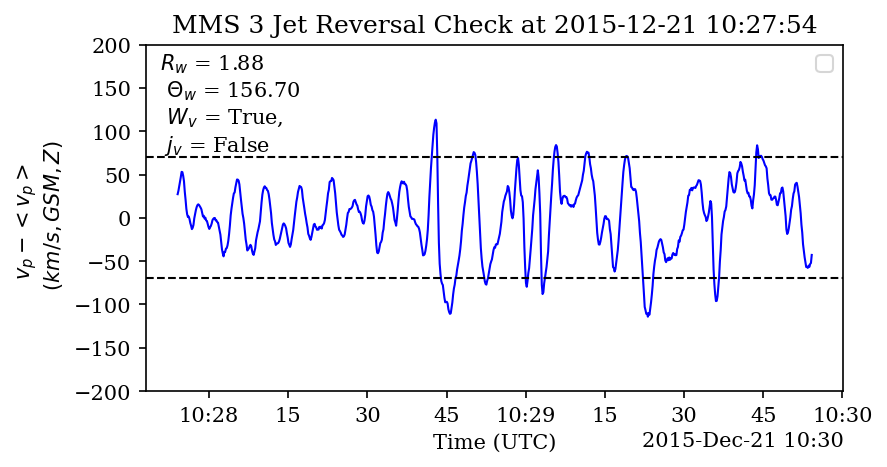 MMS 3 Jet Reversal Check at 2015-12-21 10:27:54
200
150
100
50
0
−50
−100
−150
−200
v_p − < v_p >
(km/s, GSM, Z)
R_w = 1.88
Θ_w = 156.70
W_v = True,
j_v = False
10:28 15 30 45 10:29 15 30 45 10:30
Time (UTC)
2015-Dec-21 10:30